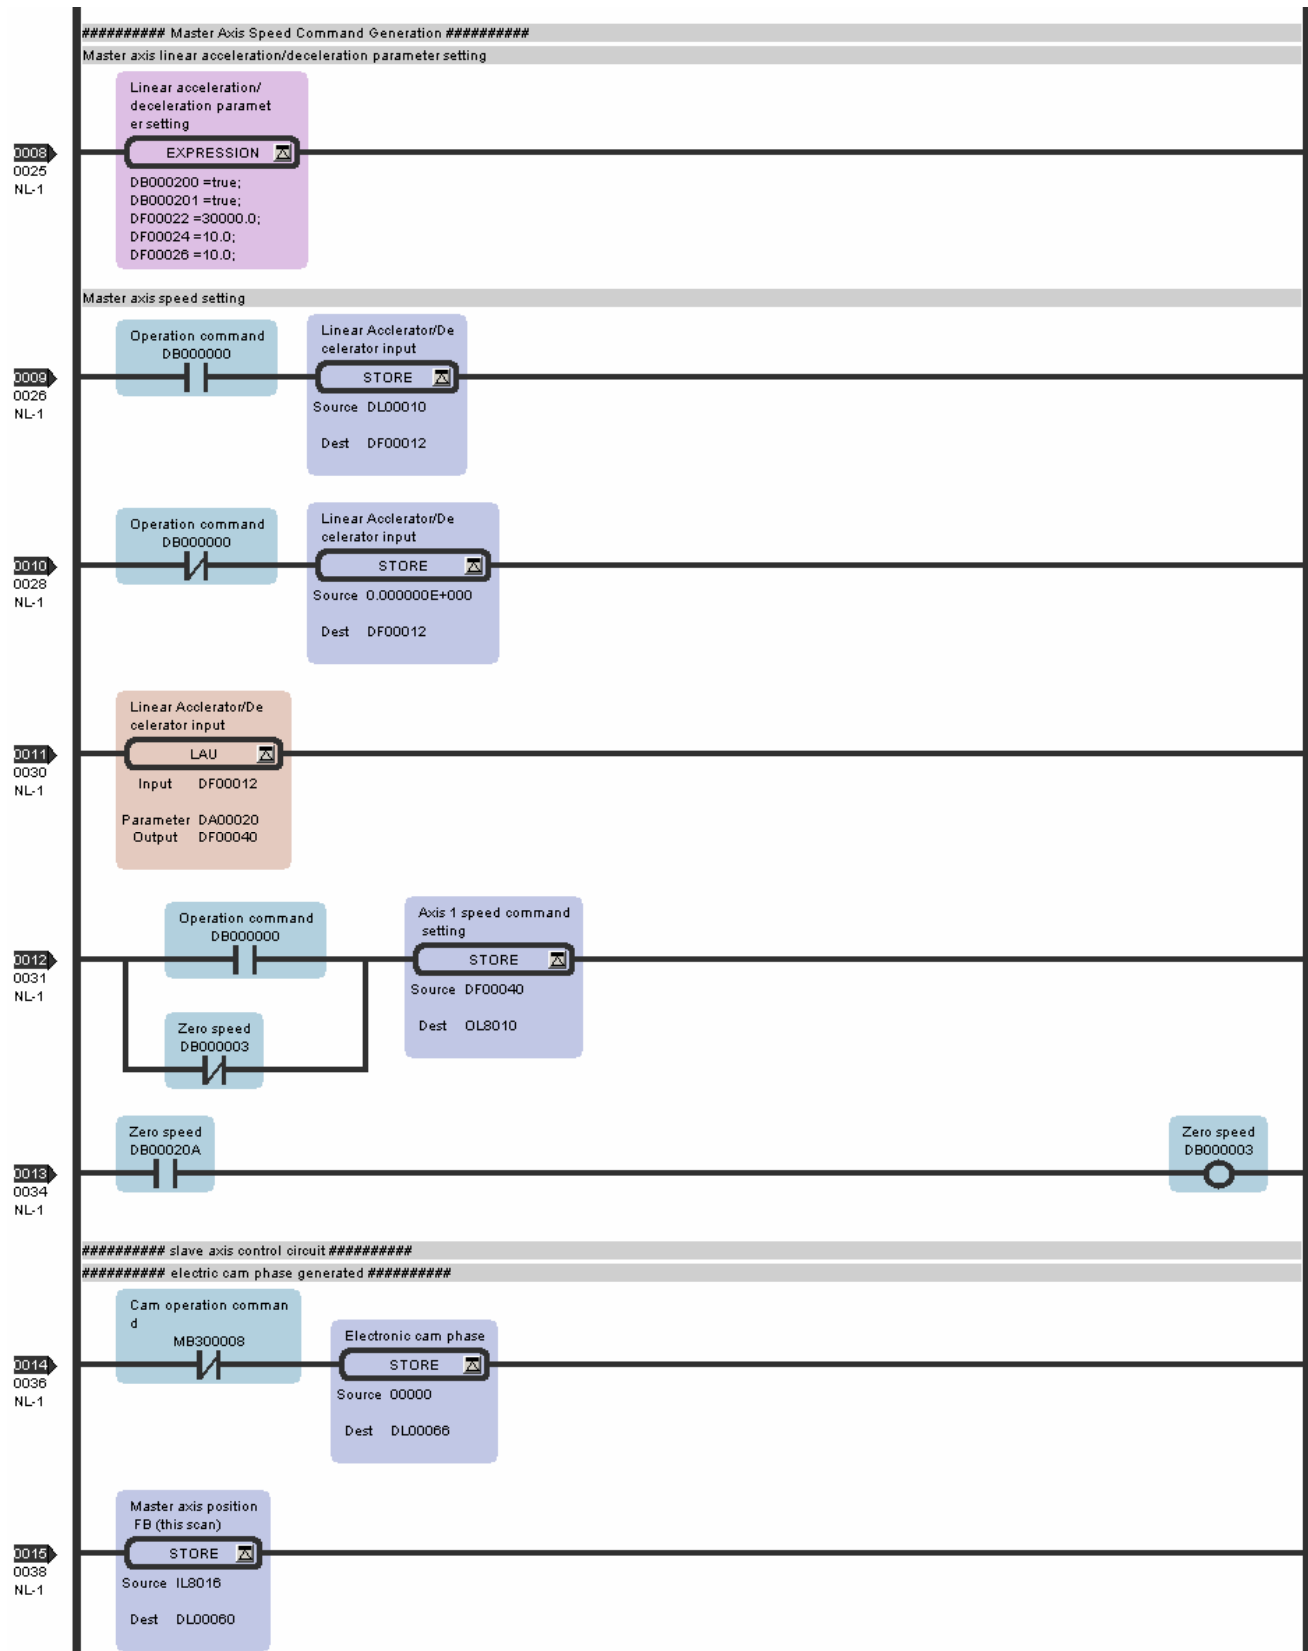 ########## Master Axis Speed Command Generation ##########
Master axis linear acceleration/deceleration parameter setting
Linear acceleration/
deceleration paramet
er setting
0008
EXPRESSION
0025
NL-1
DB000200 =true;
DB000201 =true;
DF00022 =30000.0;
DF00024 =10.0;
DF00026 =10.0;
Master axis speed setting
Operation command
DB000000
Linear Acclerator/De
celerator input
0009
STORE
0026
NL-1
Source DL00010
Dest DF00012
Operation command
DB000000
Linear Acclerator/De
celerator input
0010
STORE
0028
NL-1
Source 0.000000E+000
Dest DF00012
Linear Acclerator/De
celerator input
0011
LAU
0030
NL-1
Input DF00012
Parameter DA00020
Output DF00040
Operation command
DB000000
Axis 1 speed command
setting
0012
STORE
0031
NL-1
Source DF00040
Dest OL8010
Zero speed
DB000003
Zero speed
DB00020A
Zero speed
DB000003
0013
0034
NL-1
########## slave axis control circuit ##########
########## electric cam phase generated ##########
Cam operation comman
d
MB300008
Electronic cam phase
0014
STORE
0036
NL-1
Source 00000
Dest DL00066
Master axis position
FB (this scan)
0015
STORE
0038
NL-1
Source IL8016
Dest DL00060